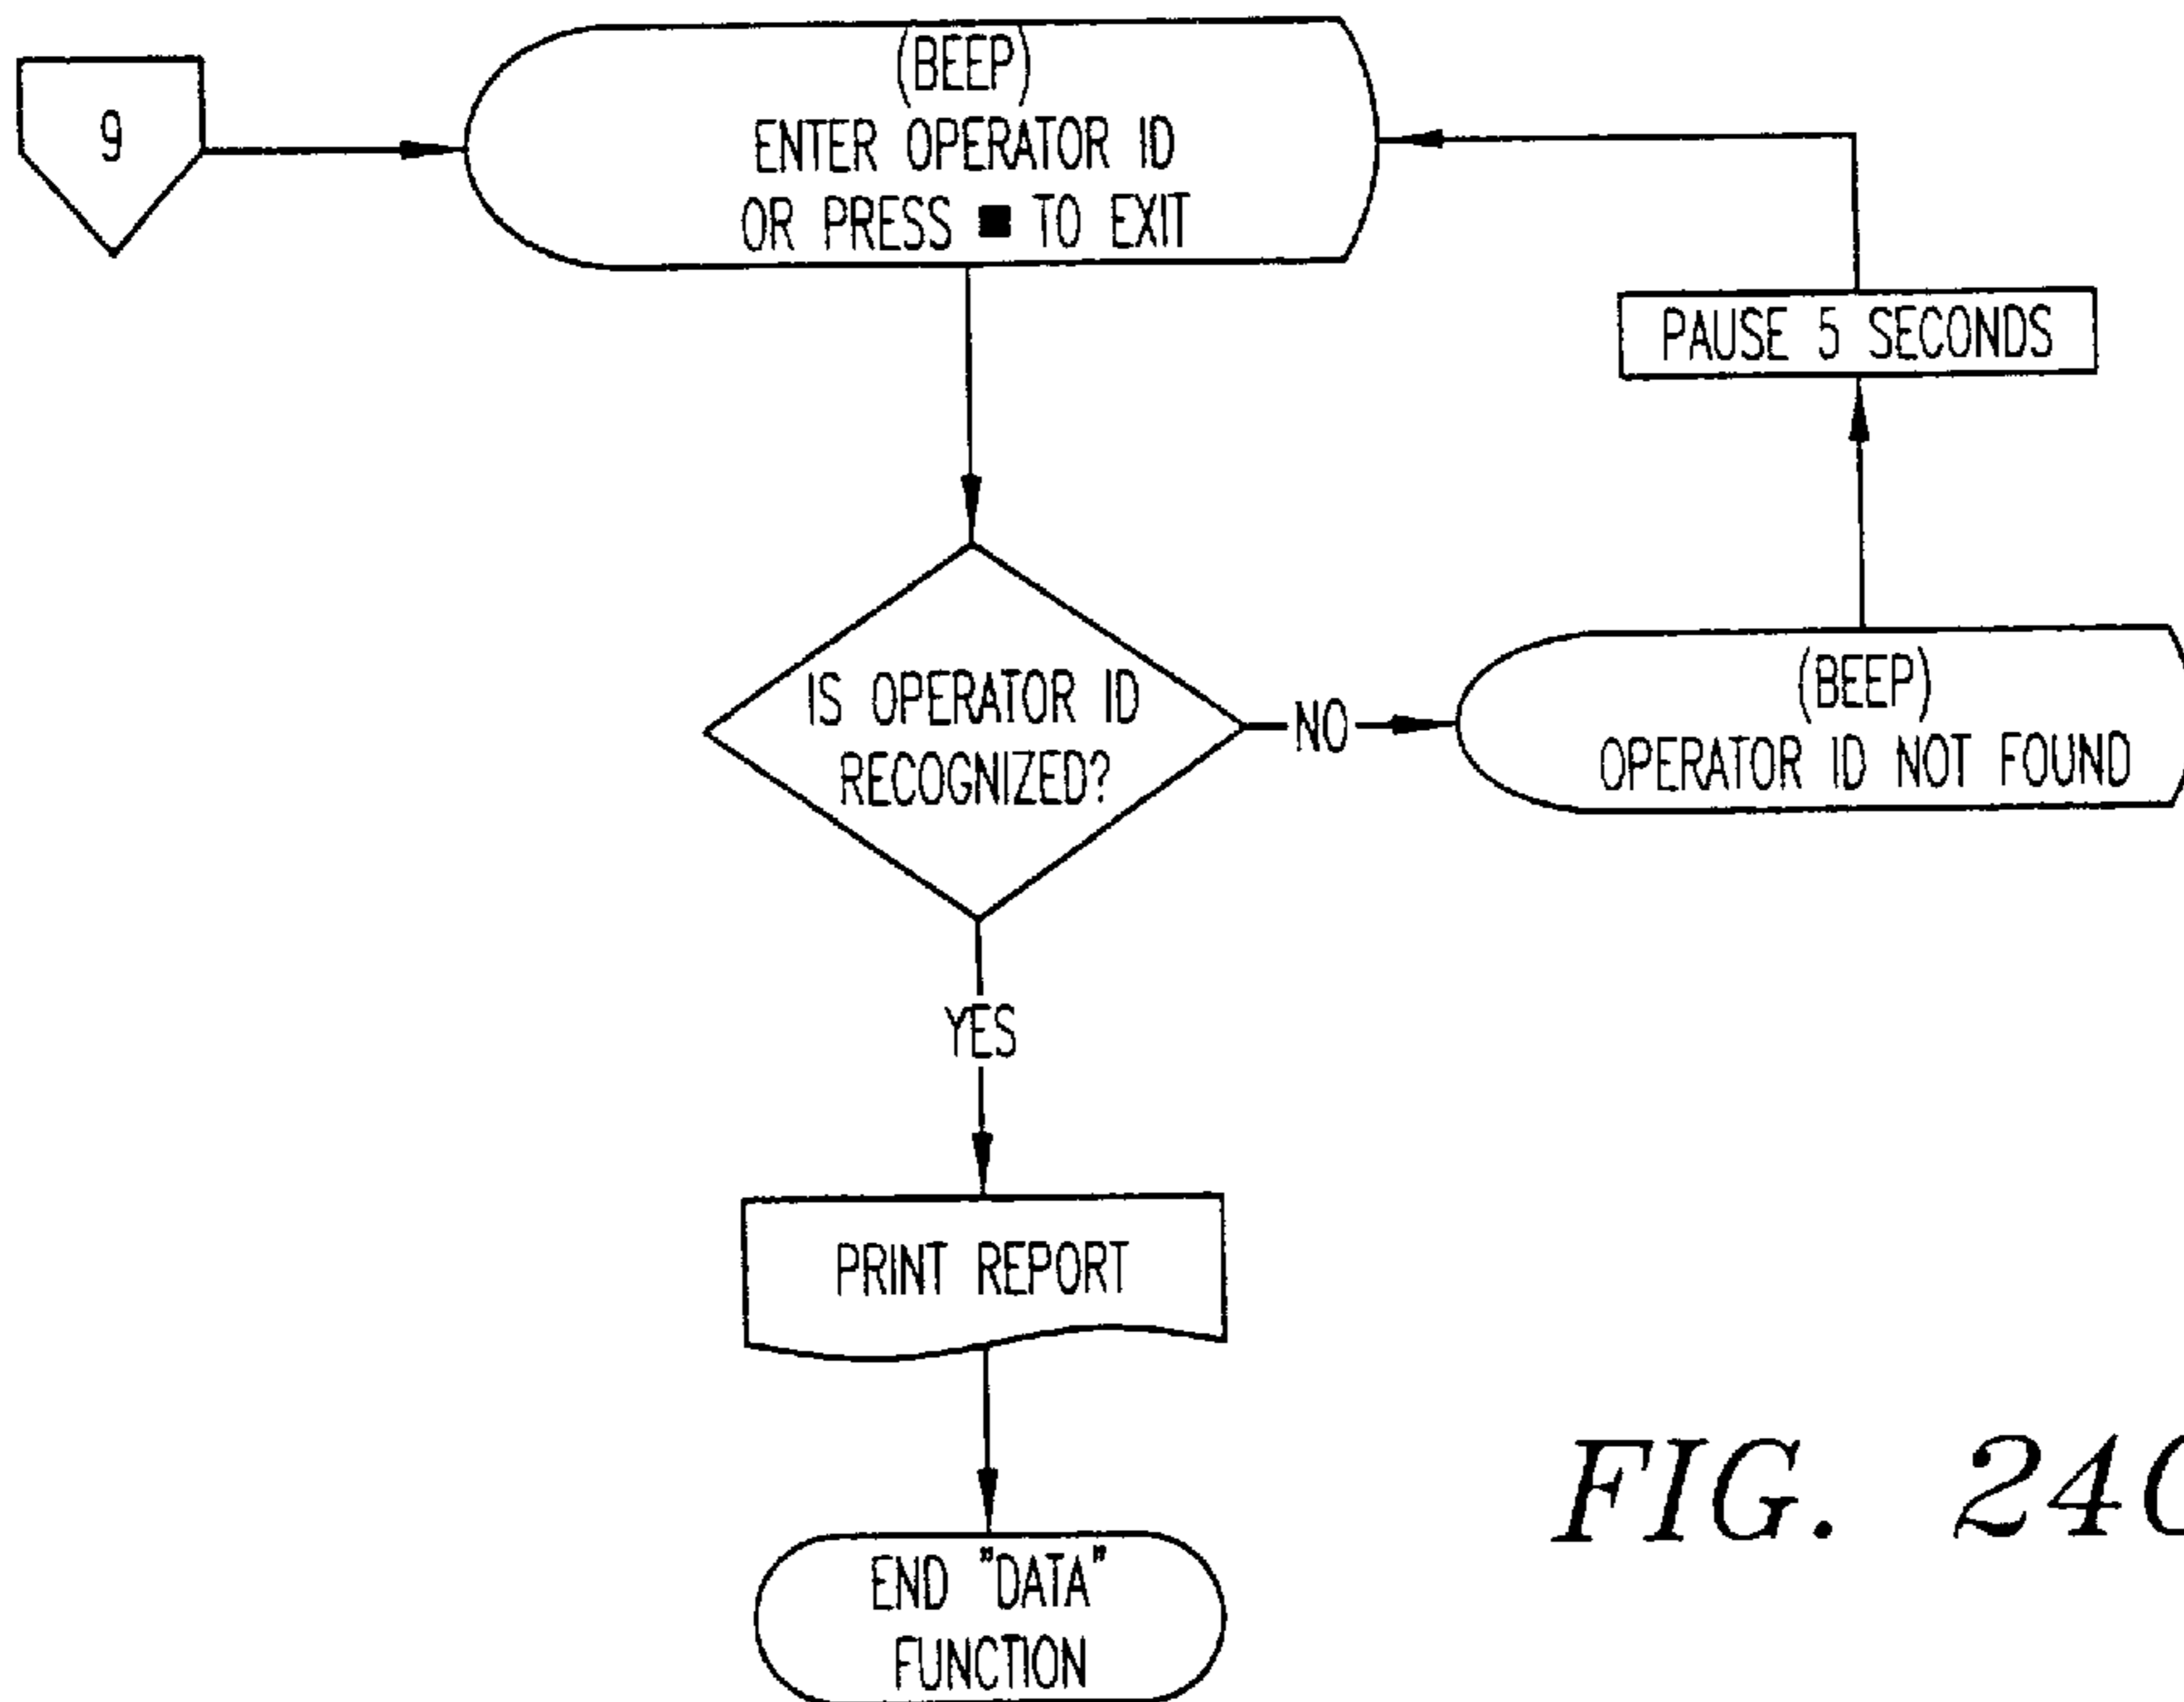 9
(BEEP)
ENTER OPERATOR ID
OR PRESS ■ TO EXIT
PAUSE 5 SECONDS
IS OPERATOR ID
RECOGNIZED?
NO
(BEEP)
OPERATOR ID NOT FOUND
YES
PRINT REPORT
END "DATA"
FUNCTION
FIG.